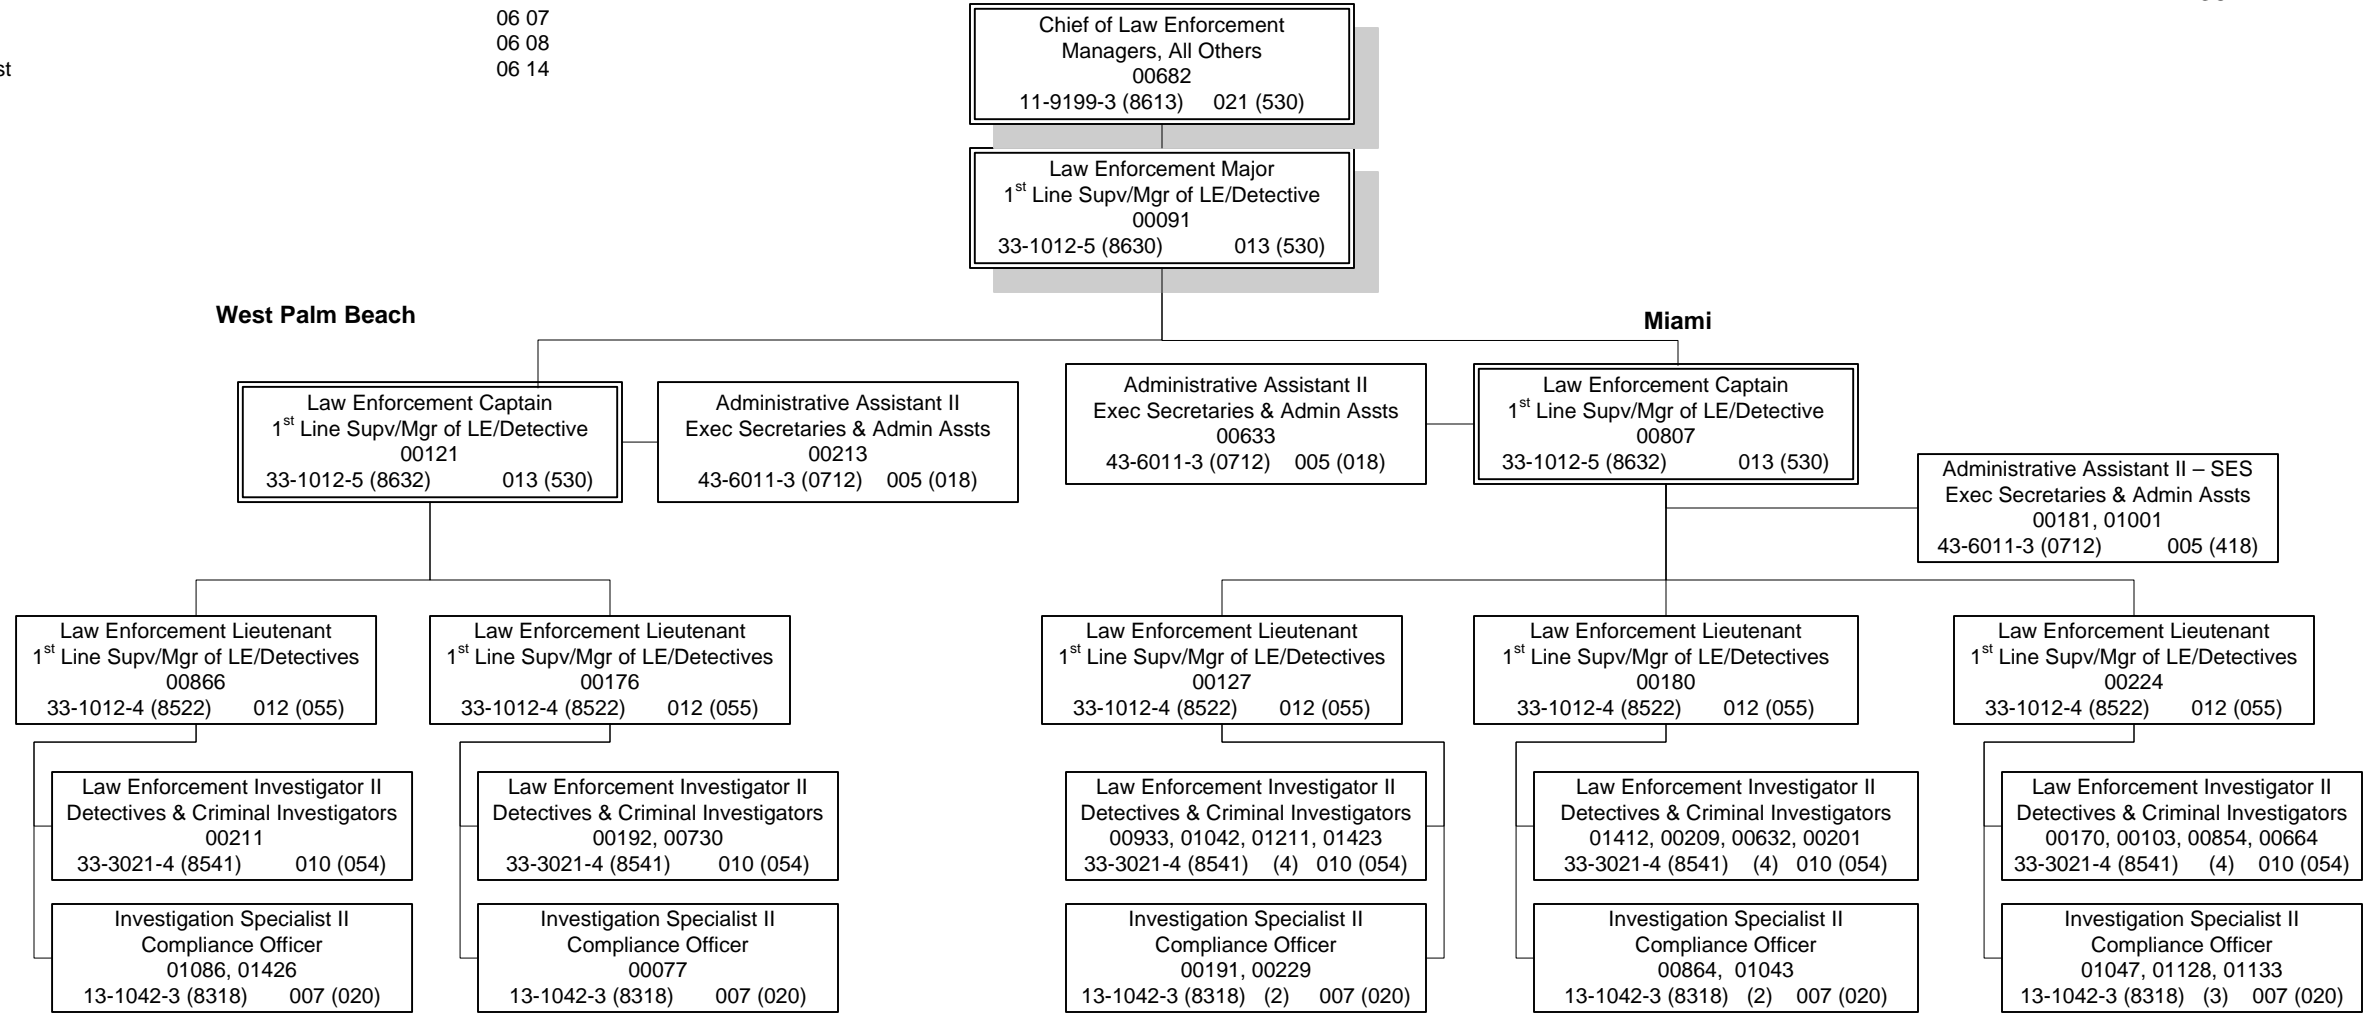 06 07
06 08
st 06 14
Chief of Law Enforcement
Managers, All Others
00682
11-9199-3 (8613) 021 (530)
Law Enforcement Major
1st Line Supv/Mgr of LE/Detective
00091
33-1012-5 (8630) 013 (530)
West Palm Beach
Miami
Law Enforcement Captain
1st Line Supv/Mgr of LE/Detective
00121
33-1012-5 (8632) 013 (530)
Administrative Assistant II
Exec Secretaries & Admin Assts
00213
43-6011-3 (0712) 005 (018)
Administrative Assistant II
Exec Secretaries & Admin Assts
00633
43-6011-3 (0712) 005 (018)
Law Enforcement Captain
1st Line Supv/Mgr of LE/Detective
00807
33-1012-5 (8632) 013 (530)
Administrative Assistant II – SES
Exec Secretaries & Admin Assts
00181, 01001
43-6011-3 (0712) 005 (418)
Law Enforcement Lieutenant
1st Line Supv/Mgr of LE/Detectives
00866
33-1012-4 (8522) 012 (055)
Law Enforcement Lieutenant
1st Line Supv/Mgr of LE/Detectives
00176
33-1012-4 (8522) 012 (055)
Law Enforcement Lieutenant
1st Line Supv/Mgr of LE/Detectives
00127
33-1012-4 (8522) 012 (055)
Law Enforcement Lieutenant
1st Line Supv/Mgr of LE/Detectives
00180
33-1012-4 (8522) 012 (055)
Law Enforcement Lieutenant
1st Line Supv/Mgr of LE/Detectives
00224
33-1012-4 (8522) 012 (055)
Law Enforcement Investigator II
Detectives & Criminal Investigators
00211
33-3021-4 (8541) 010 (054)
Law Enforcement Investigator II
Detectives & Criminal Investigators
00192, 00730
33-3021-4 (8541) 010 (054)
Law Enforcement Investigator II
Detectives & Criminal Investigators
00933, 01042, 01211, 01423
33-3021-4 (8541) (4) 010 (054)
Law Enforcement Investigator II
Detectives & Criminal Investigators
01412, 00209, 00632, 00201
33-3021-4 (8541) (4) 010 (054)
Law Enforcement Investigator II
Detectives & Criminal Investigators
00170, 00103, 00854, 00664
33-3021-4 (8541) (4) 010 (054)
Investigation Specialist II
Compliance Officer
01086, 01426
13-1042-3 (8318) 007 (020)
Investigation Specialist II
Compliance Officer
00077
13-1042-3 (8318) 007 (020)
Investigation Specialist II
Compliance Officer
00191, 00229
13-1042-3 (8318) (2) 007 (020)
Investigation Specialist II
Compliance Officer
00864, 01043
13-1042-3 (8318) (2) 007 (020)
Investigation Specialist II
Compliance Officer
01047, 01128, 01133
13-1042-3 (8318) (3) 007 (020)